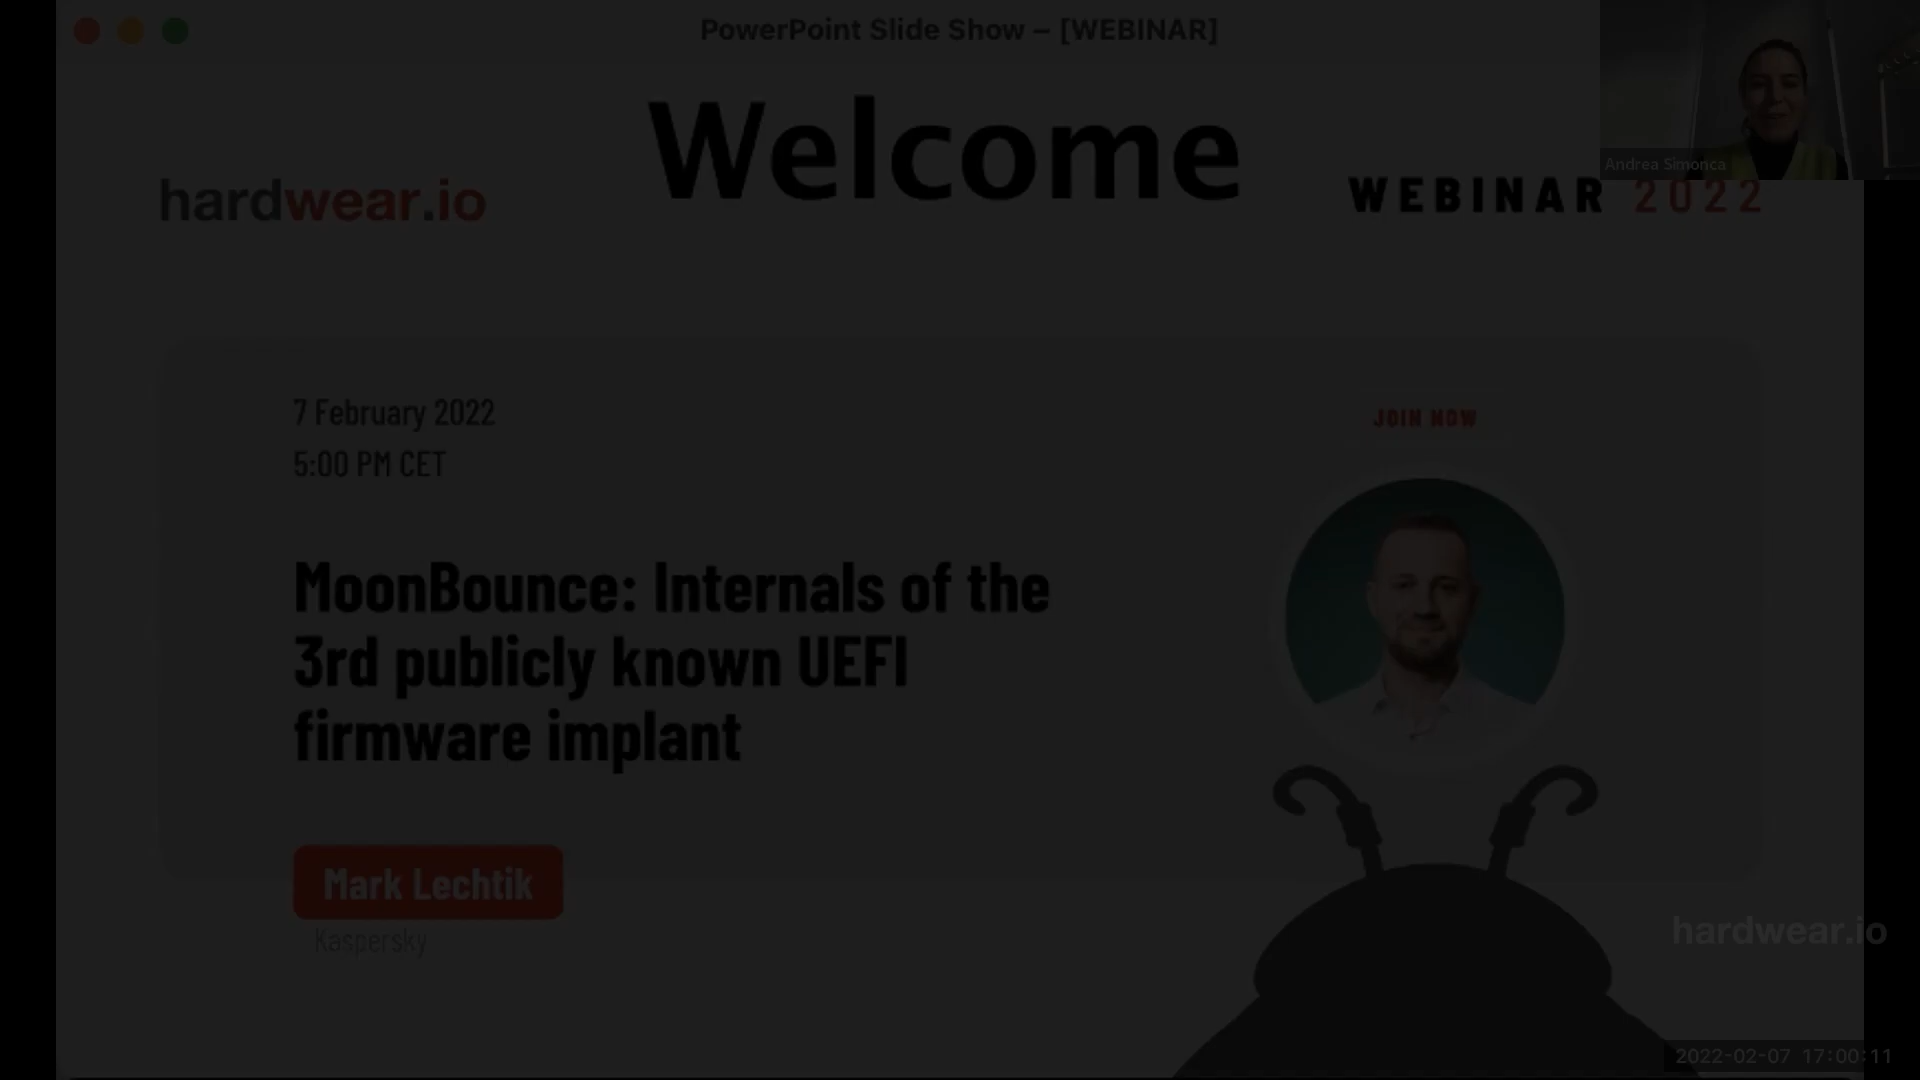 PowerPoint Slide Show – [WEBINAR]
Welcome
Andrea Simonca
hardwear.io
WEBINAR 2022
7 February 2022
5:00 PM CET
JOIN NOW
MoonBounce: Internals of the
3rd publicly known UEFI
firmware implant
Mark Lechtik
Kaspersky
hardwear.io
2022-02-07 17:00:11